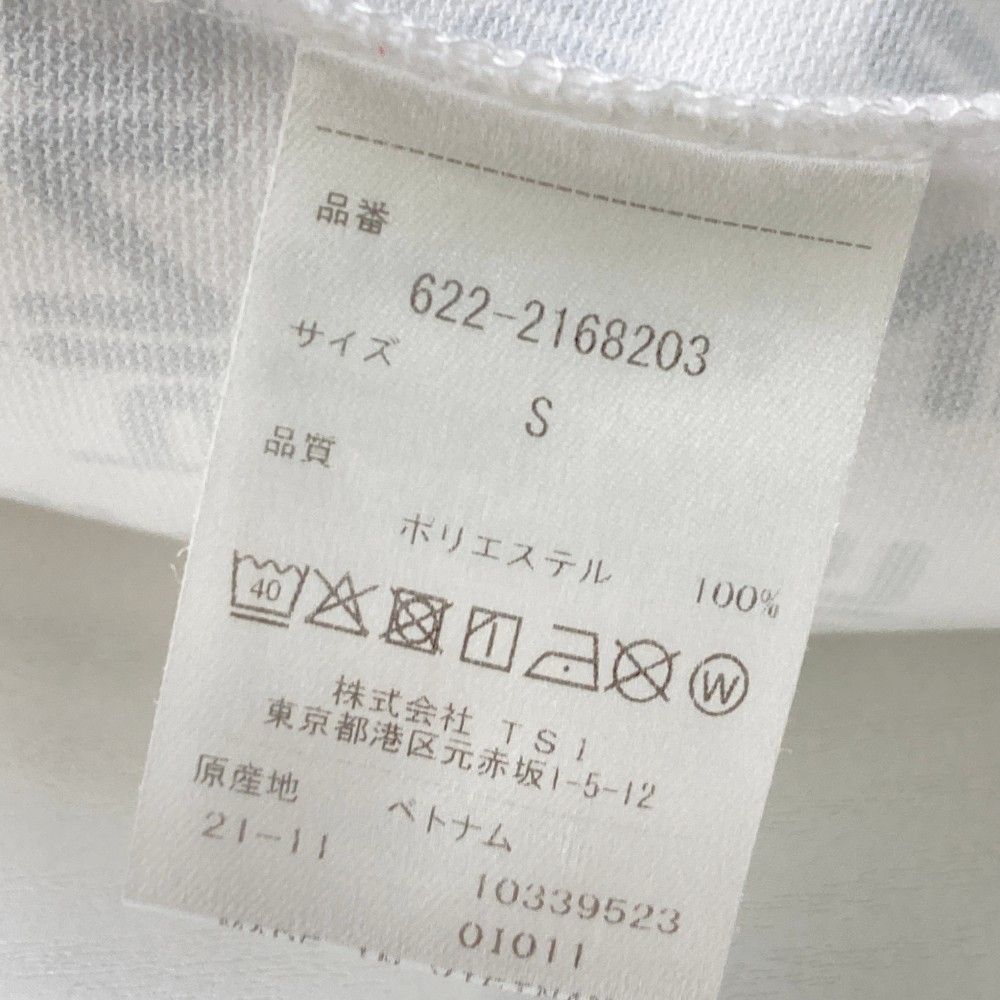 品番
622-2168203
サイズ
S
品質
ポリエステル 100%
40
W
株式会社 TSI
東京都港区元赤坂1-5-12
原産地 ベトナム
21-11
10339523
01011